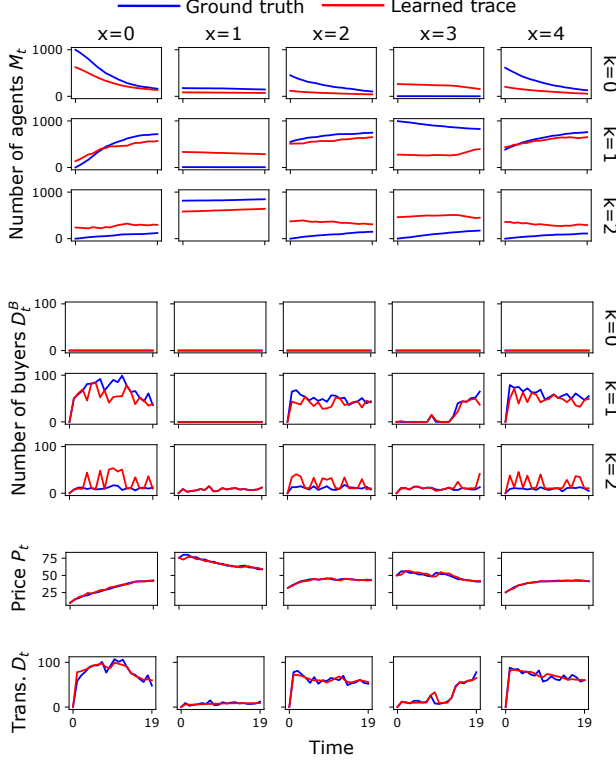 Ground truth Learned trace
x=0 x=1 x=2 x=3 x=4
Number of agents M_t
1000
0
k=0
1000
0
k=1
1000
0
k=2
Number of buyers D_t^B
100
0
k=0
100
0
k=1
100
0
k=2
Price P_t
75
50
25
Trans. D_t
100
0
0 19 0 19 0 19 0 19 0 19
Time